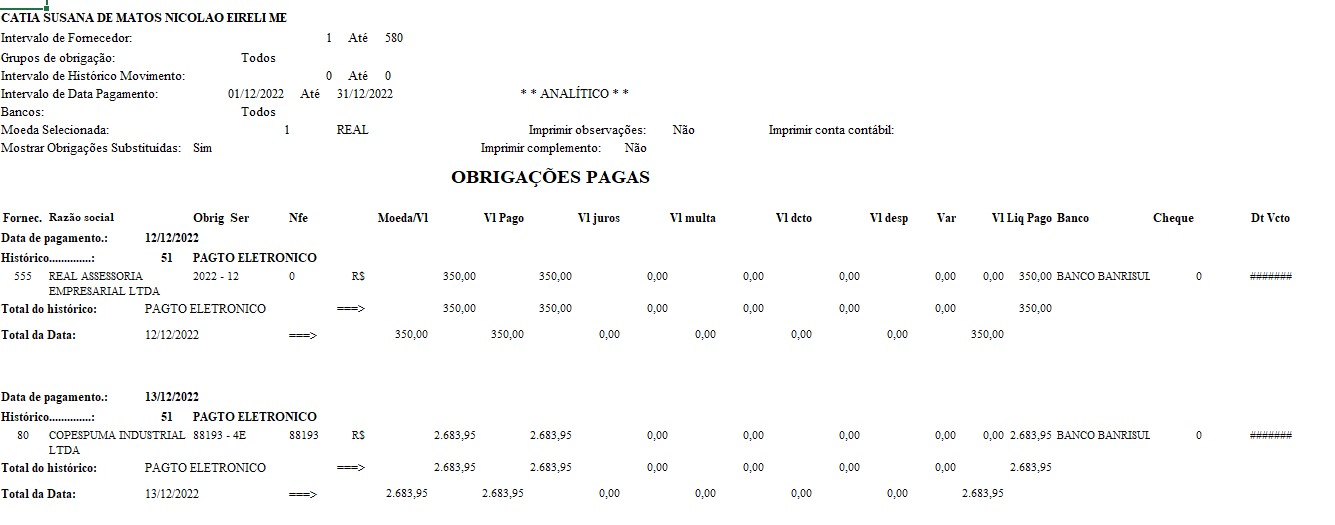 CATIA SUSANA DE MATOS NICOLAO EIRELI ME
Intervalo de Fornecedor: 1 Até 580
Grupos de obrigação: Todos
Intervalo de Histórico Movimento: 0 Até 0
Intervalo de Data Pagamento: 01/12/2022 Até 31/12/2022 * * ANALÍTICO * *
Bancos: Todos
Moeda Selecionada: 1 REAL Imprimir observações: Não Imprimir conta contábil:
Mostrar Obrigações Substituidas: Sim Imprimir complemento: Não
OBRIGAÇÕES PAGAS
Fornec. Razão social Obrig Ser Nfe Moeda/Vl Vl Pago Vl juros Vl multa Vl dcto Vl desp Var Vl Liq Pago Banco Cheque Dt Vcto
Data de pagamento.: 12/12/2022
Histórico..............: 51 PAGTO ELETRONICO
555 REAL ASSESSORIA 2022 - 12 0 R$ 350,00 350,00 0,00 0,00 0,00 0,00 0,00 350,00 BANCO BANRISUL 0 #######
EMPRESARIAL LTDA
Total do histórico: PAGTO ELETRONICO ===> 350,00 350,00 0,00 0,00 0,00 0,00 350,00
Total da Data: 12/12/2022 ===> 350,00 350,00 0,00 0,00 0,00 0,00 350,00
Data de pagamento.: 13/12/2022
Histórico..............: 51 PAGTO ELETRONICO
80 COPESPUMA INDUSTRIAL 88193 - 4E 88193 R$ 2.683,95 2.683,95 0,00 0,00 0,00 0,00 0,00 2.683,95 BANCO BANRISUL 0 #######
LTDA
Total do histórico: PAGTO ELETRONICO ===> 2.683,95 2.683,95 0,00 0,00 0,00 0,00 2.683,95
Total da Data: 13/12/2022 ===> 2.683,95 2.683,95 0,00 0,00 0,00 0,00 2.683,95